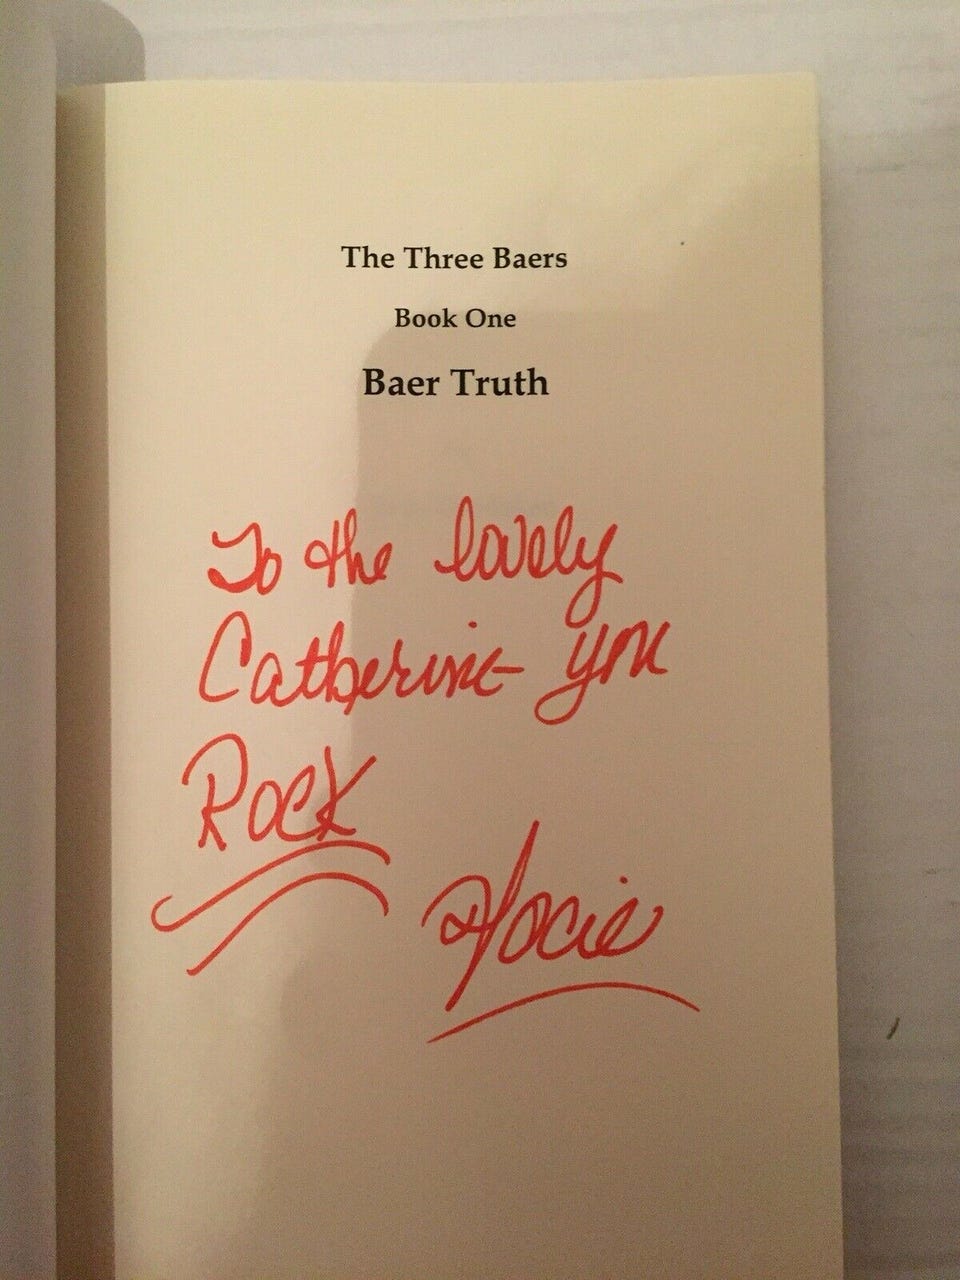 The Three Baers
Book One
Baer Truth
To the lovely
Catherine you
Rock